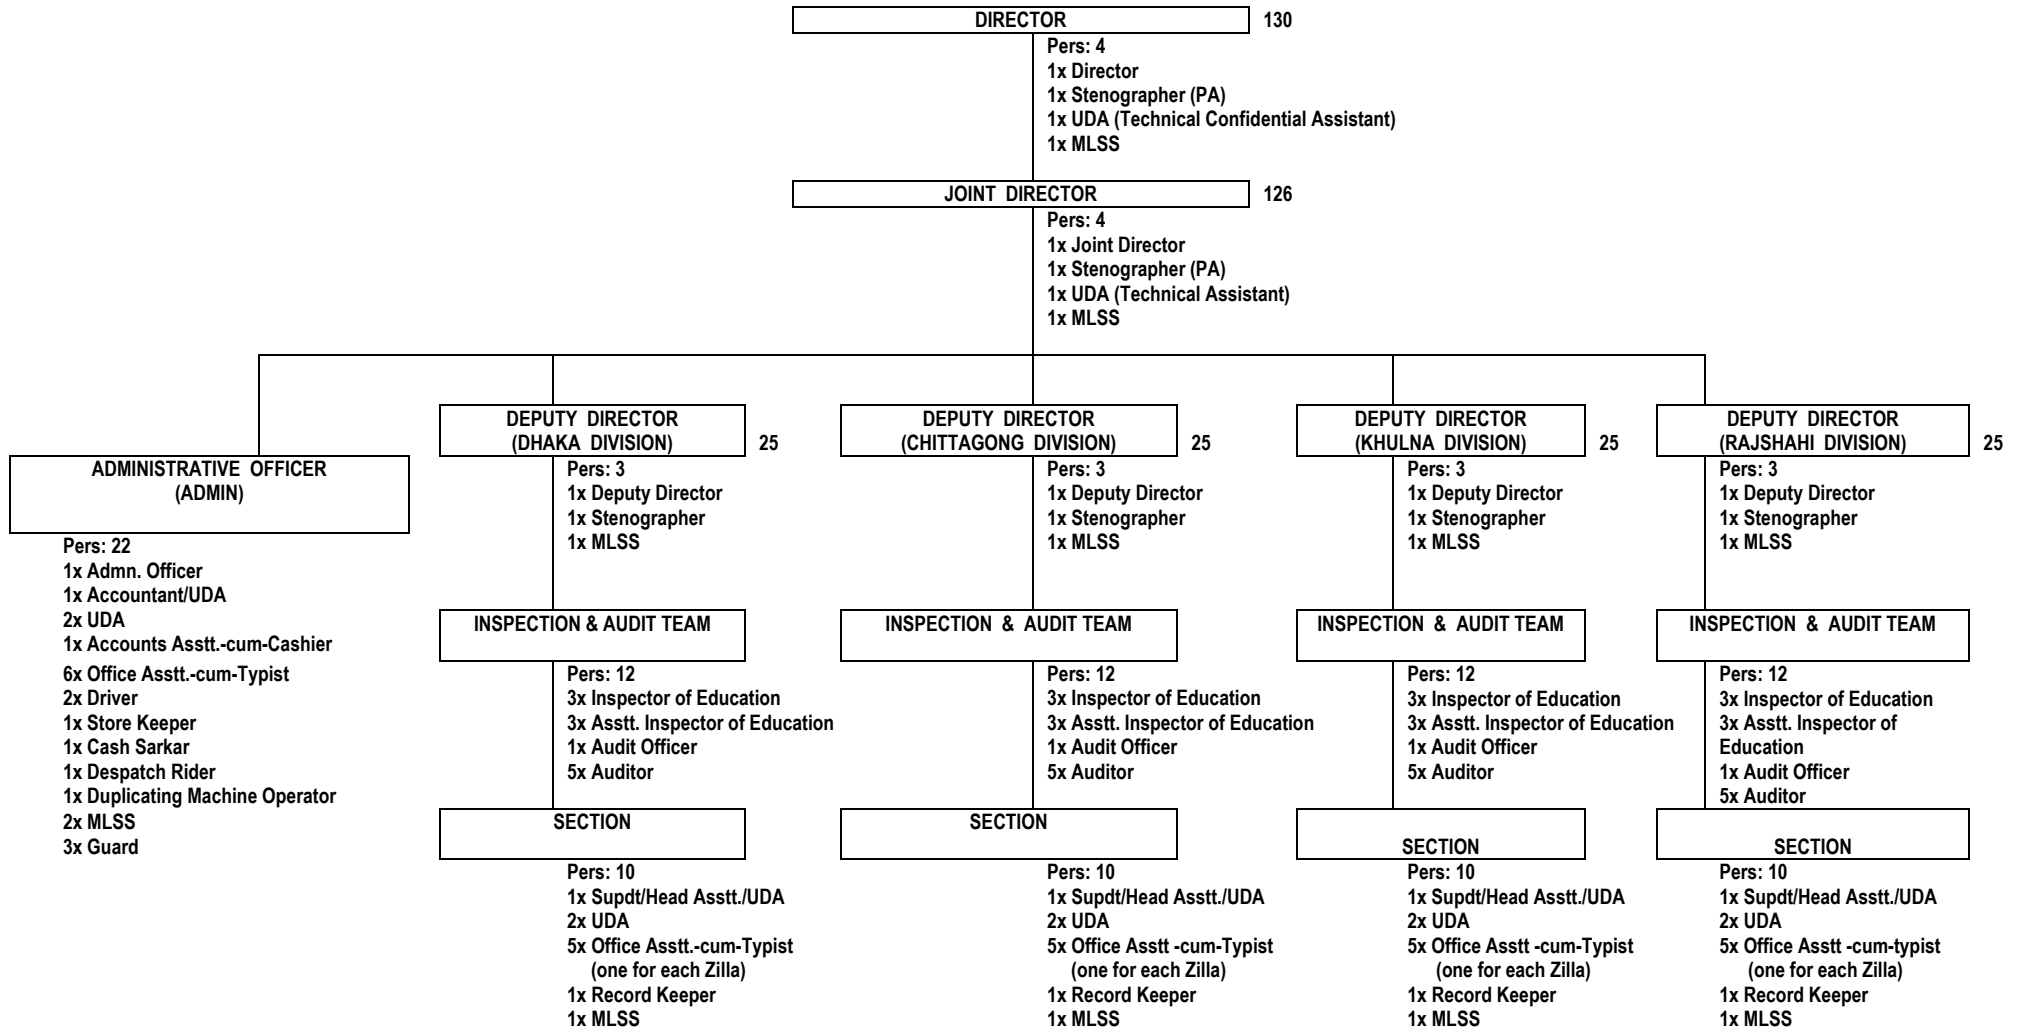 DIRECTOR 130
Pers: 4
1x Director
1x Stenographer (PA)
1x UDA (Technical Confidential Assistant)
1x MLSS
JOINT DIRECTOR 126
Pers: 4
1x Joint Director
1x Stenographer (PA)
1x UDA (Technical Assistant)
1x MLSS
ADMINISTRATIVE OFFICER
(ADMIN)
Pers: 22
1x Admn. Officer
1x Accountant/UDA
2x UDA
1x Accounts Asstt.-cum-Cashier
6x Office Asstt.-cum-Typist
2x Driver
1x Store Keeper
1x Cash Sarkar
1x Despatch Rider
1x Duplicating Machine Operator
2x MLSS
3x Guard
DEPUTY DIRECTOR
(DHAKA DIVISION) 25
Pers: 3
1x Deputy Director
1x Stenographer
1x MLSS
INSPECTION & AUDIT TEAM
Pers: 12
3x Inspector of Education
3x Asstt. Inspector of Education
1x Audit Officer
5x Auditor
SECTION
Pers: 10
1x Supdt/Head Asstt./UDA
2x UDA
5x Office Asstt.-cum-Typist
(one for each Zilla)
1x Record Keeper
1x MLSS
DEPUTY DIRECTOR
(CHITTAGONG DIVISION) 25
Pers: 3
1x Deputy Director
1x Stenographer
1x MLSS
INSPECTION & AUDIT TEAM
Pers: 12
3x Inspector of Education
3x Asstt. Inspector of Education
1x Audit Officer
5x Auditor
SECTION
Pers: 10
1x Supdt/Head Asstt./UDA
2x UDA
5x Office Asstt -cum-Typist
(one for each Zilla)
1x Record Keeper
1x MLSS
DEPUTY DIRECTOR
(KHULNA DIVISION) 25
Pers: 3
1x Deputy Director
1x Stenographer
1x MLSS
INSPECTION & AUDIT TEAM
Pers: 12
3x Inspector of Education
3x Asstt. Inspector of Education
1x Audit Officer
5x Auditor
SECTION
Pers: 10
1x Supdt/Head Asstt./UDA
2x UDA
5x Office Asstt -cum-Typist
(one for each Zilla)
1x Record Keeper
1x MLSS
DEPUTY DIRECTOR
(RAJSHAHI DIVISION) 25
Pers: 3
1x Deputy Director
1x Stenographer
1x MLSS
INSPECTION & AUDIT TEAM
Pers: 12
3x Inspector of Education
3x Asstt. Inspector of
Education
1x Audit Officer
5x Auditor
SECTION
Pers: 10
1x Supdt/Head Asstt./UDA
2x UDA
5x Office Asstt -cum-typist
(one for each Zilla)
1x Record Keeper
1x MLSS